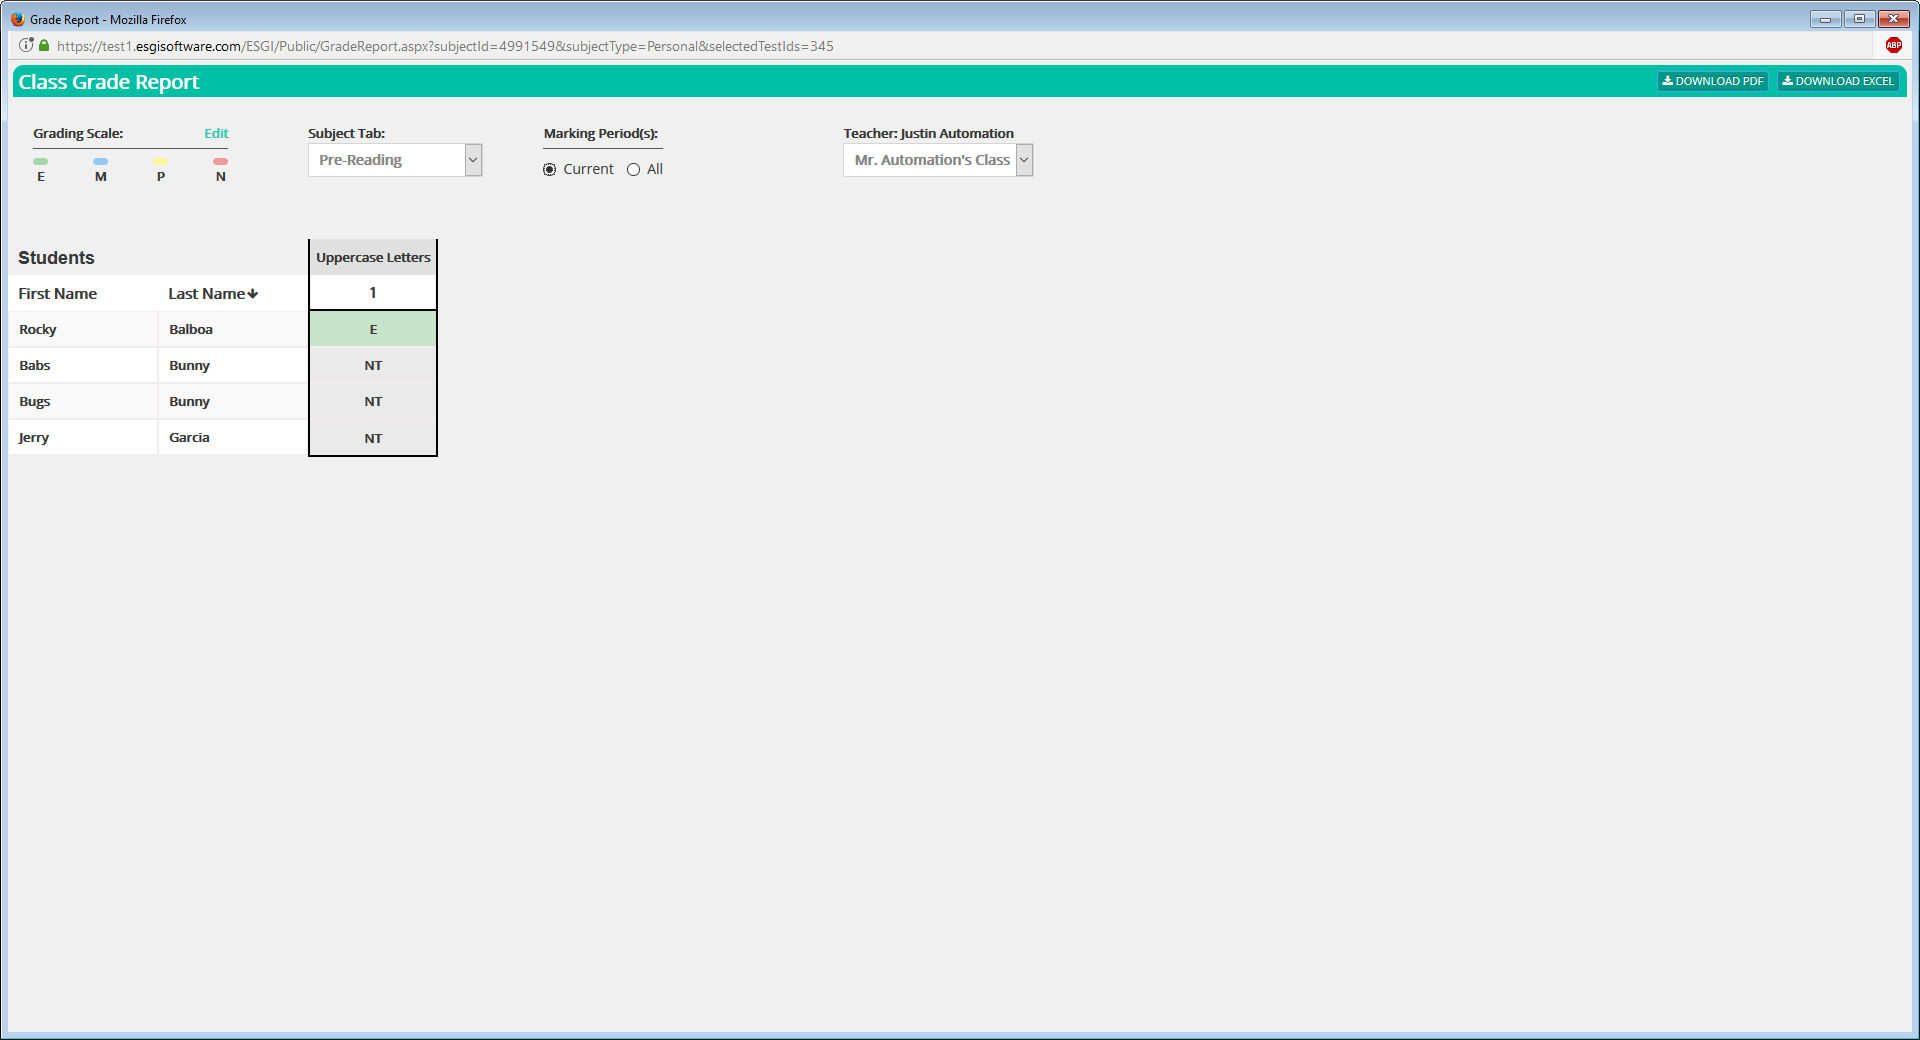 Grade Report - Mozilla Firefox
https://test1.esgisoftware.com/ESGI/Public/GradeReport.aspx?subjectId=4991549&subjectType=Personal&selectedTestIds=345
ABP
Class Grade Report
DOWNLOAD PDF
DOWNLOAD EXCEL
Grading Scale:
Edit
E M P N
Subject Tab:
Pre-Reading
Marking Period(s):
Current All
Teacher: Justin Automation
Mr. Automation's Class
Students Uppercase Letters
First Name Last Name 1
Rocky Balboa E
Babs Bunny NT
Bugs Bunny NT
Jerry Garcia NT